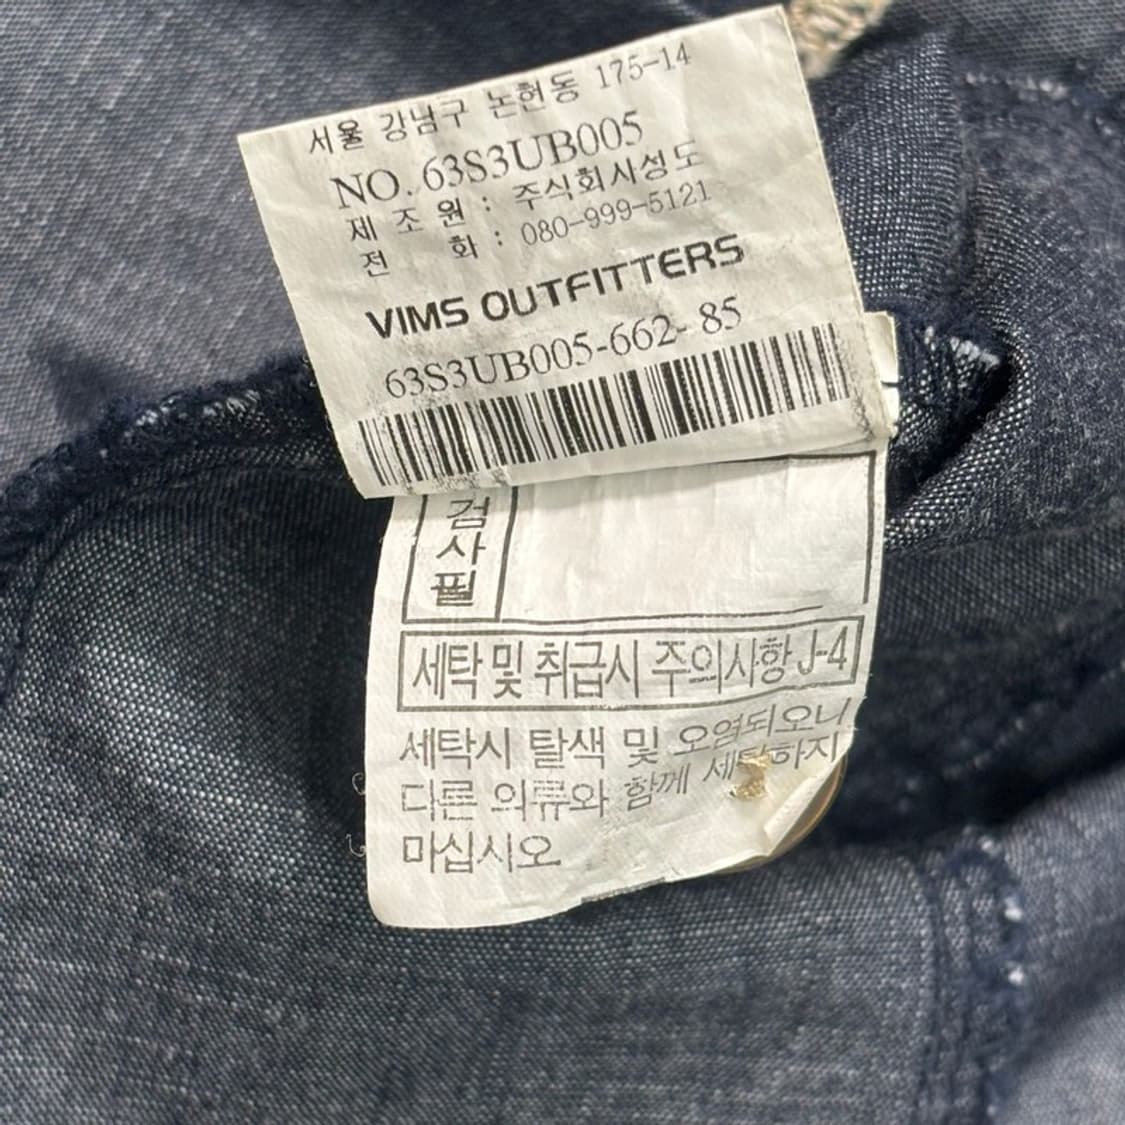 서울 강남구 논현동 175-14
NO. 63S3UB005
제 조 원 : 주식회사성도
전 화 : 080-999-5121
VIMS OUTFITTERS
63S3UB005-662- 85
검
사
필
세탁 및 취급시 주의사항 J-4
세탁시 탈색 및 오염되오니
다른 의류와 함께 세탁하지
마십시오